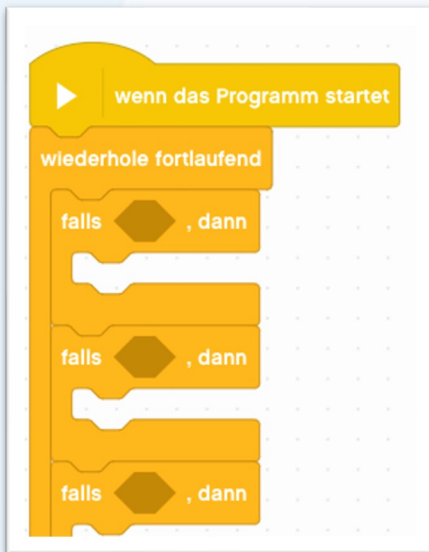 wenn das Programm startet
wiederhole fortlaufend
falls , dann
falls , dann
falls , dann